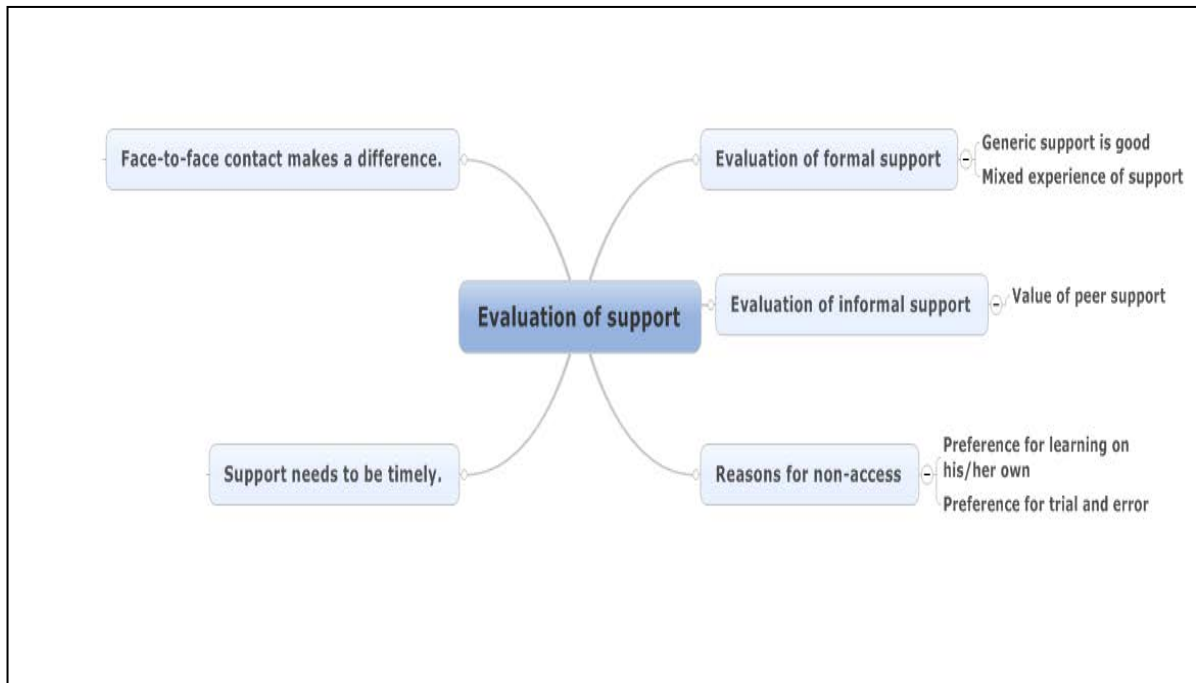 Face-to-face contact makes a difference.
Evaluation of formal support
Generic support is good
Mixed experience of support
Evaluation of support
Evaluation of informal support
Value of peer support
Support needs to be timely.
Reasons for non-access
Preference for learning on
his/her own
Preference for trial and error